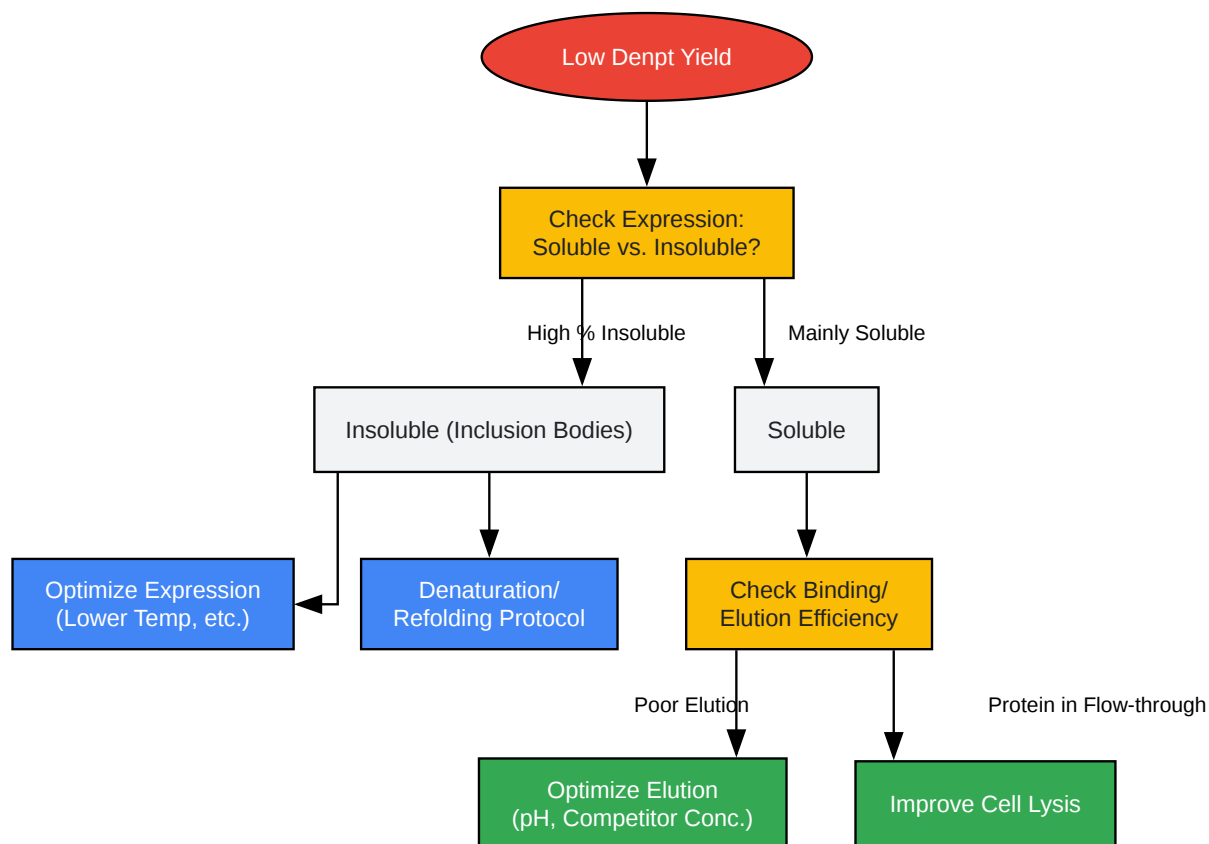 Low Denpt Yield
Check Expression:
Soluble vs. Insoluble?
High % Insoluble
Mainly Soluble
Insoluble (Inclusion Bodies)
Soluble
Optimize Expression
(Lower Temp, etc.)
Denaturation/
Refolding Protocol
Check Binding/
Elution Efficiency
Poor Elution
Protein in Flow-through
Optimize Elution
(pH, Competitor Conc.)
Improve Cell Lysis